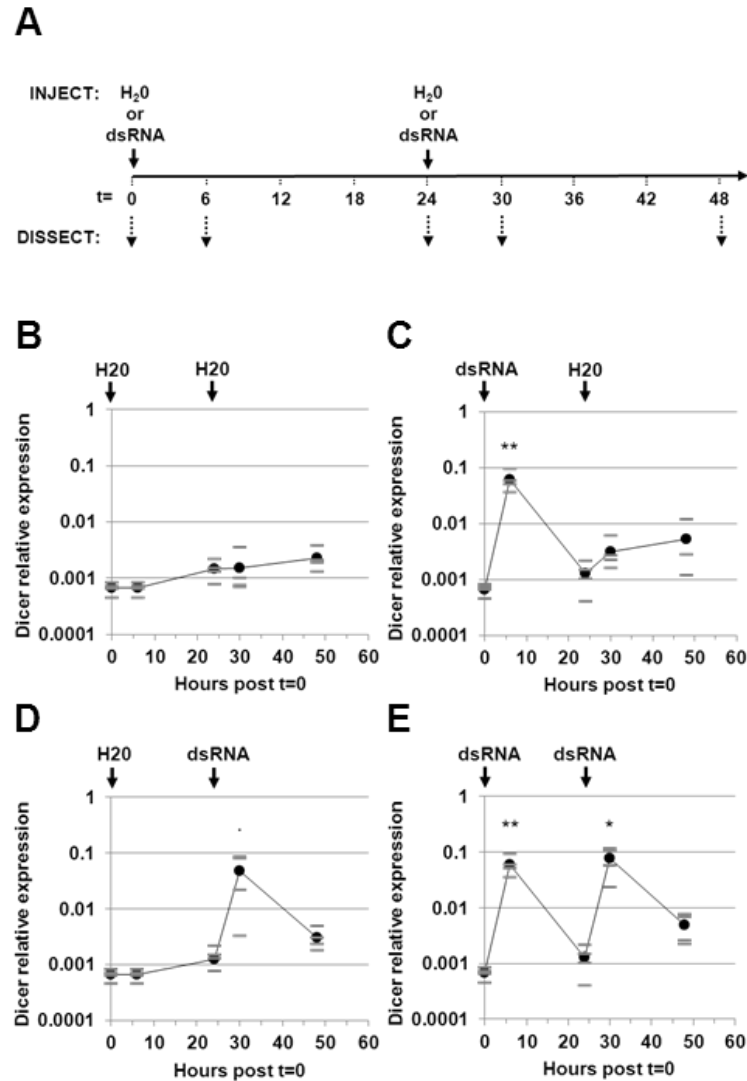 A
INJECT: H₂0 H₂0
or or
dsRNA dsRNA
t= 0 6 12 18 24 30 36 42 48
DISSECT:
B
H20 H20
Dicer relative expression
1
0.1
0.01
0.001
0.0001
0 10 20 30 40 50 60
Hours post t=0
C
dsRNA H20
Dicer relative expression
1
0.1
0.01
0.001
0.0001
**
0 10 20 30 40 50 60
Hours post t=0
D
H20 dsRNA
Dicer relative expression
1
0.1
0.01
0.001
0.0001
.
0 10 20 30 40 50 60
Hours post t=0
E
dsRNA dsRNA
Dicer relative expression
1
0.1
0.01
0.001
0.0001
** *
0 10 20 30 40 50 60
Hours post t=0